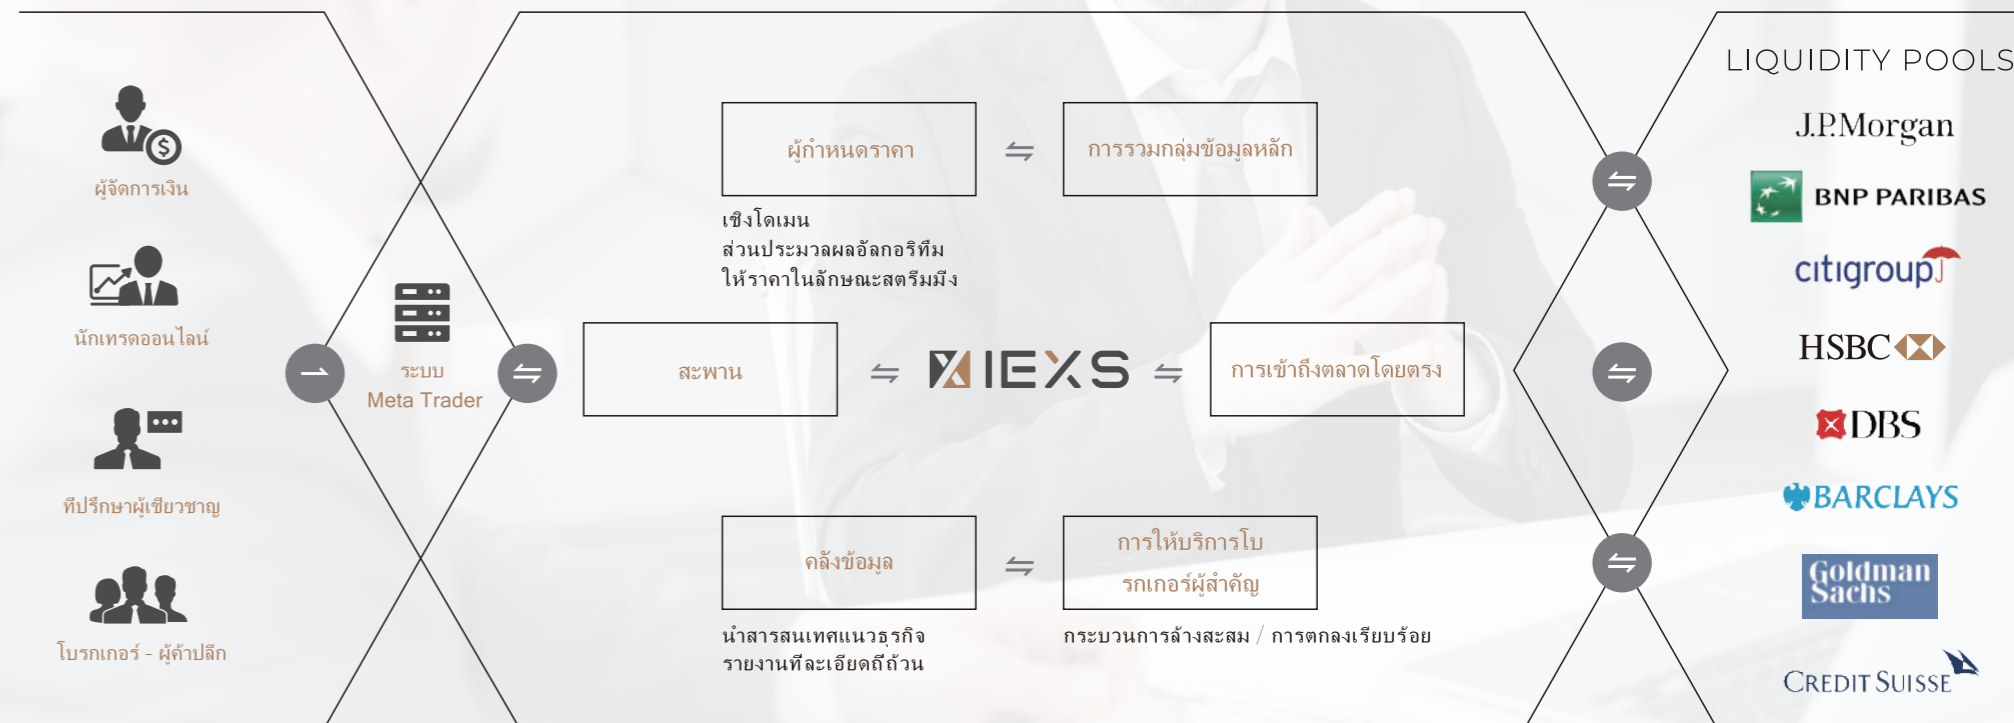 ผู้จัดการเงิน
นักเทรดออนไลน์
ที่ปรึกษาผู้เชี่ยวชาญ
โบรกเกอร์ - ผู้ค้าปลีก
ระบบ
Meta Trader
ผู้กำหนดราคา
การรวมกลุ่มข้อมูลหลัก
เชิงโดเมน
ส่วนประมวลผลอัลกอริทึม
ให้ราคาในลักษณะสตรีมมิ่ง
สะพาน
IEXS
การเข้าถึงตลาดโดยตรง
คลังข้อมูล
การให้บริการโบ
รกเกอร์ผู้สำคัญ
นำสารสนเทศแนวธุรกิจ
รายงานที่ละเอียดถี่ถ้วน
กระบวนการล้างสะสม / การตกลงเรียบร้อย
LIQUIDITY POOLS
J.P.Morgan
BNP PARIBAS
citigroup
HSBC
DBS
BARCLAYS
Goldman
Sachs
CREDIT SUISSE